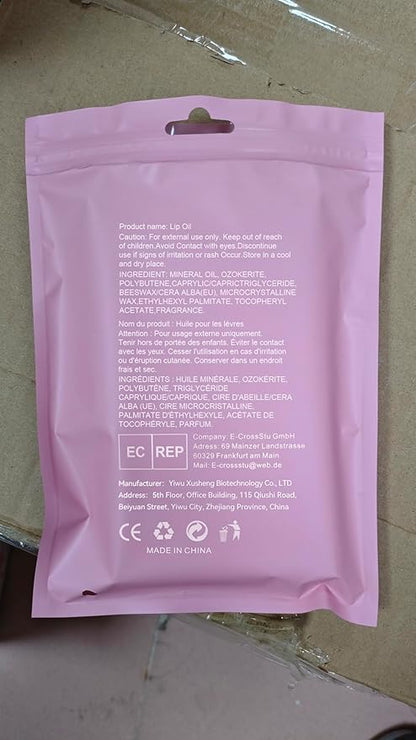 Product name: Lip Oil
Caution: For external use only. Keep out of reach
of children.Avoid Contact with eyes.Discontinue
use if signs of irritation or rash Occur.Store in a cool
and dry place.
INGREDIENT: MINERAL OIL, OZOKERITE,
POLYBUTENE,CAPRYLIC/CAPRICTRIGLYCERIDE,
BEESWAX/CERA ALBA(EU), MICROCRYSTALLINE
WAX,ETHYLHEXYL PALMITATE, TOCOPHERYL
ACETATE,FRAGRANCE.
Nom du produit : Huile pour les lèvres
Attention : Pour usage externe uniquement.
Tenir hors de portée des enfants. Éviter le contact
avec les yeux. Cesser l'utilisation en cas d'irritation
ou d'éruption cutanée. Conserver dans un endroit
frais et sec.
INGRÉDIENTS : HUILE MINÉRALE, OZOKÉRITE,
POLYBUTÈNE, TRIGLYCÉRIDE
CAPRYLIQUE/CAPRIQUE, CIRE D'ABEILLE/CERA
ALBA (UE), CIRE MICROCRISTALLINE,
PALMITATE D'ÉTHYLHEXYLE, ACÉTATE DE
TOCOPHÉRYLE, PARFUM.
EC REP
Company: E-CrossStu GmbH
Adress: 69 Mainzer Landstrasse
60329 Frankfurt am Main
Mail: E-crossstu@web.de
Manufacturer: Yiwu Xusheng Biotechnology Co., LTD
Address: 5th Floor, Office Building, 115 Qiushi Road,
Beiyuan Street, Yiwu City, Zhejiang Province, China
CE
MADE IN CHINA